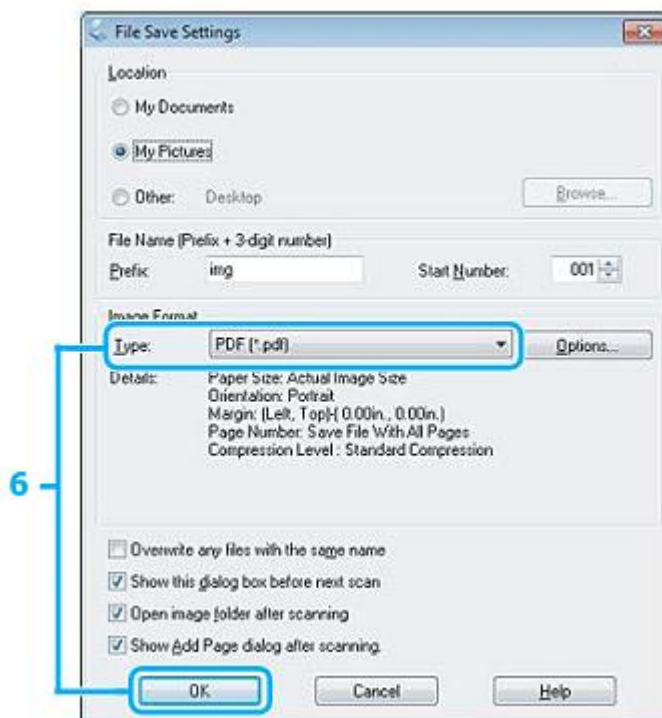 File Save Settings
Location
My Documents
My Pictures
Other: Desktop Browse...
File Name (Prefix + 3-digit number)
Prefix img Start Number: 001
Image Format
Type: PDF (*.pdf) Options...
Details: Paper Size: Actual Image Size
Orientation: Portrait
Margin: (Left, Top)-( 0.00in., 0.00in.)
Page Number: Save File With All Pages
Compression Level : Standard Compression
6
Overwrite any files with the same name
Show this dialog box before next scan
Open image folder after scanning
Show Add Page dialog after scanning.
OK Cancel Help